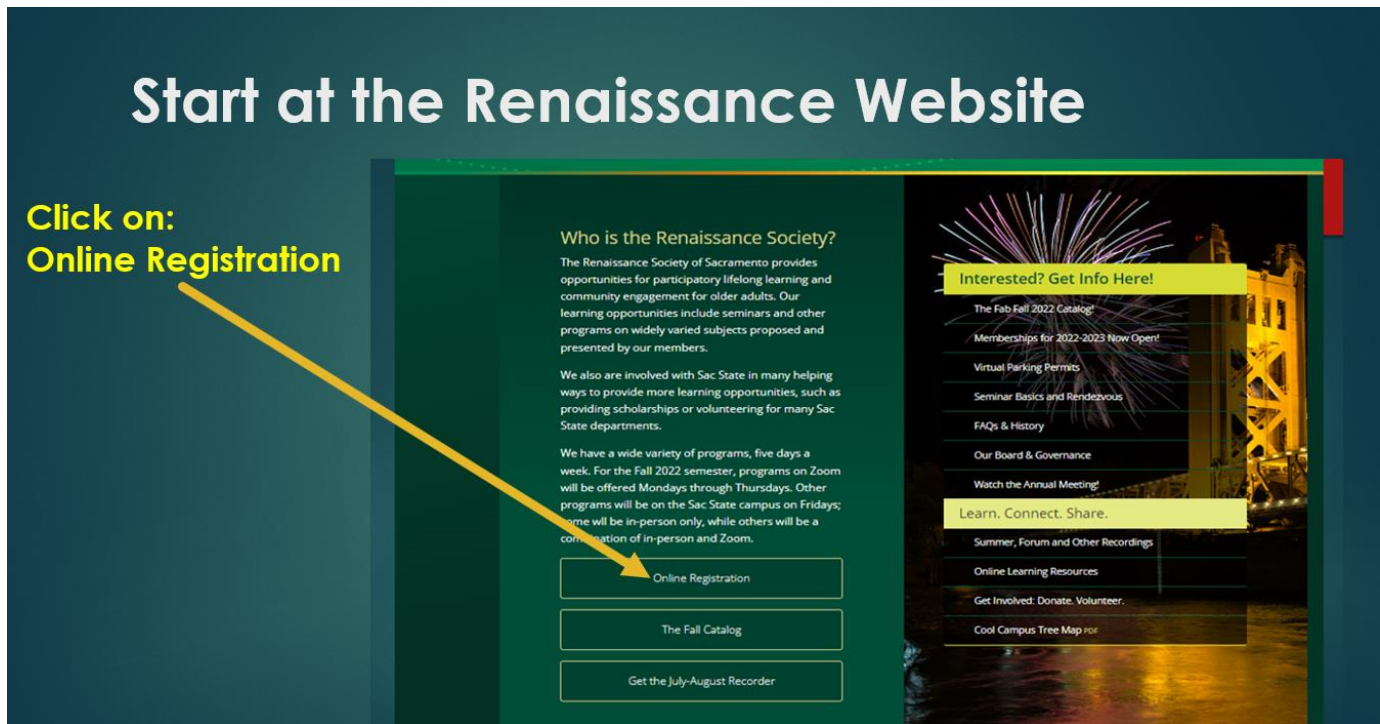 Start at the Renaissance Website
Click on:
Online Registration
Who is the Renaissance Society?
The Renaissance Society of Sacramento provides
opportunities for participatory lifelong learning and
community engagement for older adults. Our
learning opportunities include seminars and other
programs on widely varied subjects proposed and
presented by our members.
We also are involved with Sac State in many helping
ways to provide more learning opportunities, such as
providing scholarships or volunteering for many Sac
State departments.
We have a wide variety of programs, five days a
week. For the Fall 2022 semester, programs on Zoom
will be offered Mondays through Thursdays. Other
programs will be on the Sac State campus on Fridays;
some wll be in-person only, while others will be a
combination of in-person and Zoom.
Online Registration
The Fall Catalog
Get the July-August Recorder
Interested? Get Info Here!
The Fab Fall 2022 Catalog!
Memberships for 2022-2023 Now Open!
Virtual Parking Permits
Seminar Basics and Rendezvous
FAQs & History
Our Board & Governance
Watch the Annual Meeting!
Learn. Connect. Share.
Summer, Forum and Other Recordings
Online Learning Resources
Get Involved: Donate. Volunteer.
Cool Campus Tree Map PDF